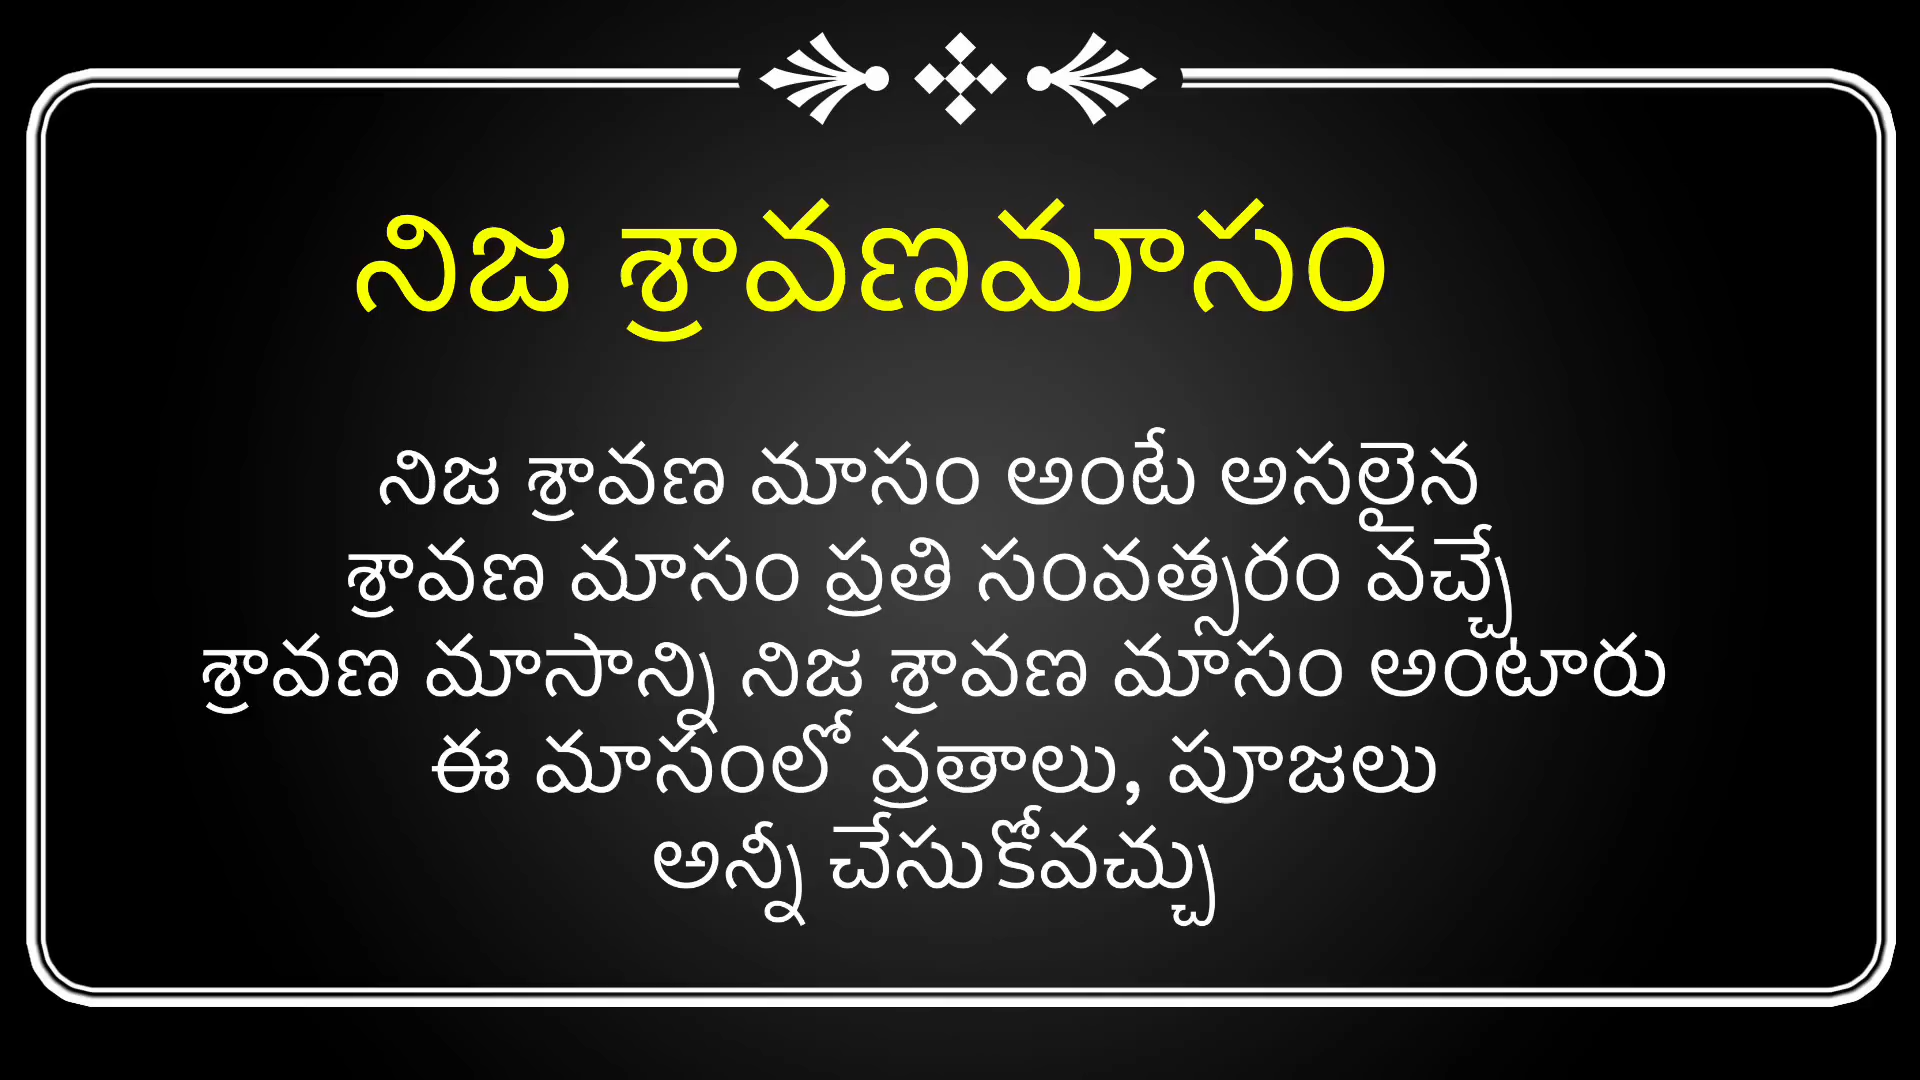 నిజ శ్రావణమాసం
నిజ శ్రావణ మాసం అంటే అసలైన
శ్రావణ మాసం ప్రతి సంవత్సరం వచ్చే
శ్రావణ మాసాన్ని నిజ శ్రావణ మాసం అంటారు
ఈ మాసంలో వ్రతాలు, పూజలు
అన్నీ చేసుకోవచ్చు